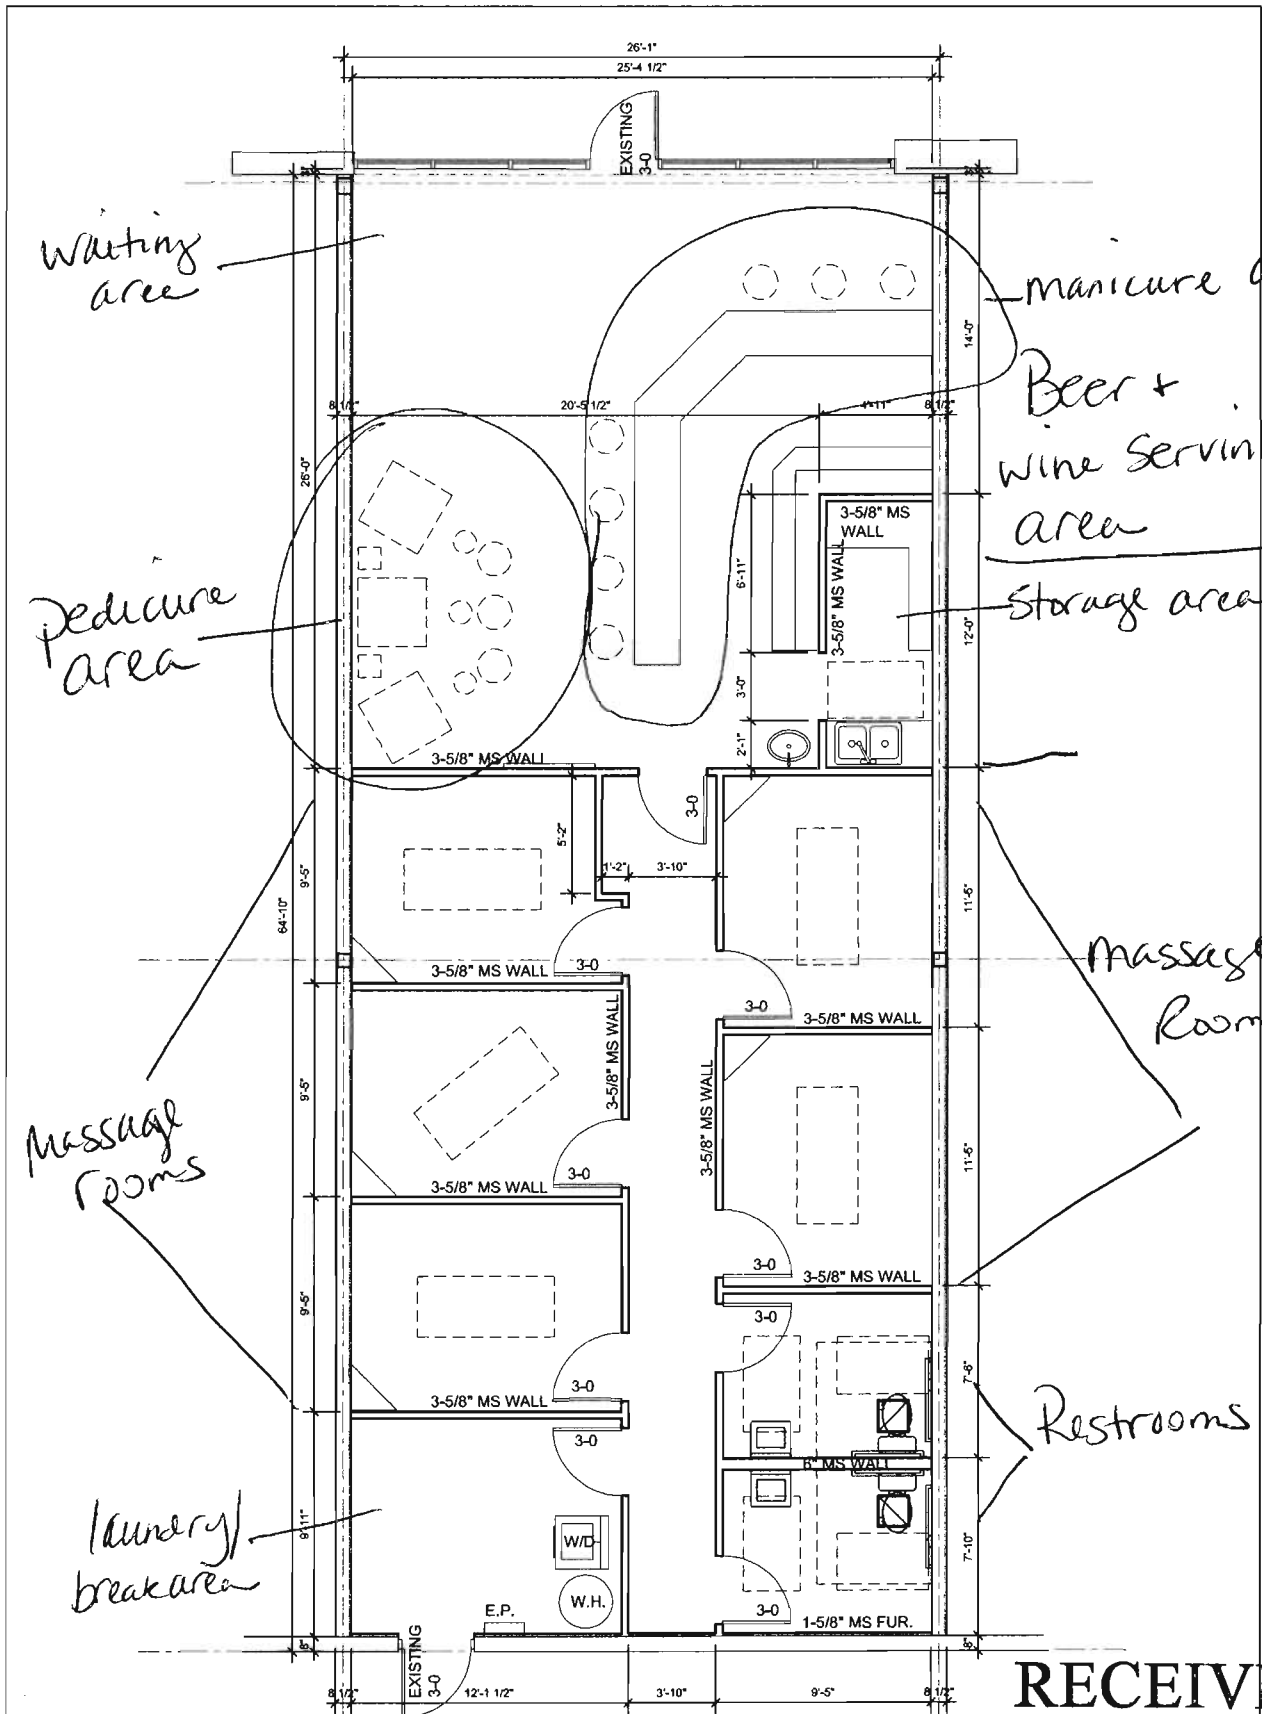 26'-1"
25'-4 1/2"
EXISTING
3-0
waiting
area
manicure
14'-0"
Beer +
wine Servin
area
8 1/2"
20'-5 1/2"
4'-11"
8 1/2"
26'-0"
3-5/8" MS
WALL
3-5/8" MS WALL
6'-11"
storage area
12'-0"
pedicure
area
3'-0"
2'-1"
3-5/8" MS WALL
3-0
5'-2"
1'-2"
3'-10"
9'-5"
64'-10"
11'-6"
3-5/8" MS WALL
3-0
3-0
3-5/8" MS WALL
massage
Room
3-5/8" MS WALL
3-5/8" MS WALL
9'-5"
11'-6"
Massage
rooms
3-0
3-5/8" MS WALL
3-0
3-5/8" MS WALL
9'-5"
3-0
3-0
3-5/8" MS WALL
7'-6"
Restrooms
3-0
6" MS WALL
laundry/
break area
9'-11"
W/D
W.H.
E.P.
7'-10"
3-0
1-5/8" MS FUR.
8"
8"
EXISTING
3-0
8 1/2"
12'-1 1/2"
3'-10"
9'-5"
8 1/2"
RECEIV